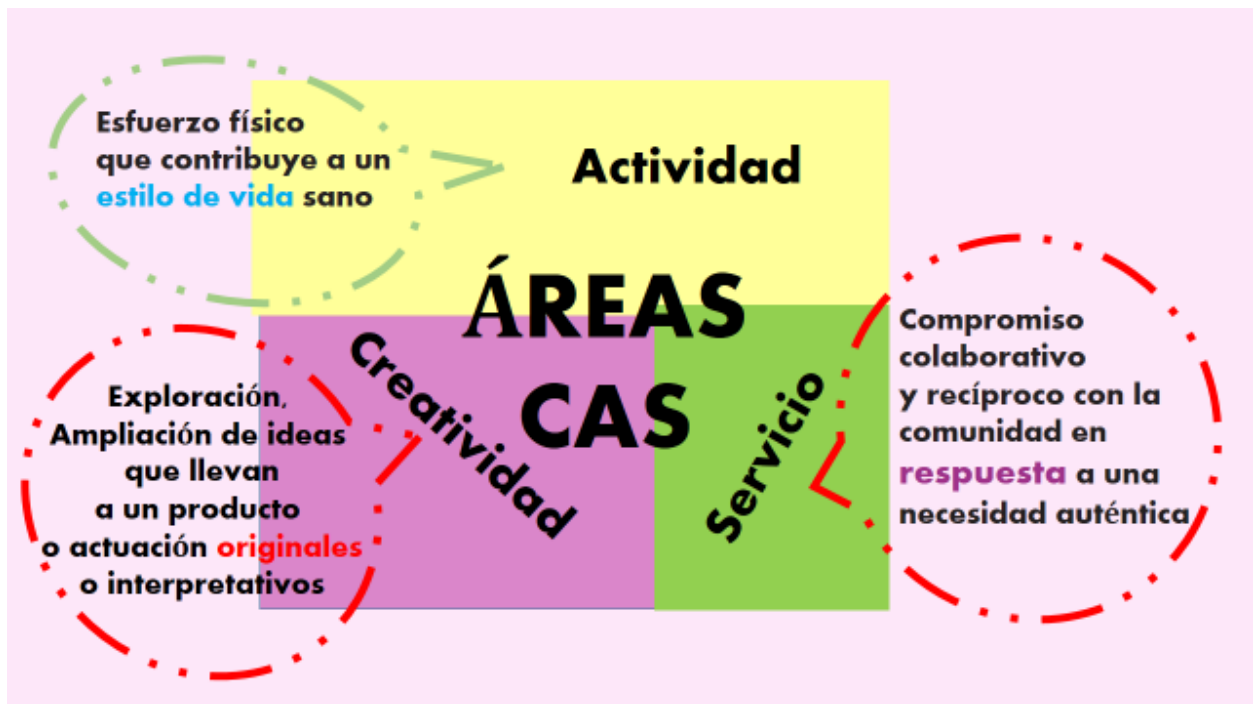 Esfuerzo físico
que contribuye a un
estilo de vida sano
Actividad
ÁREAS
CAS
Creatividad
Servicio
Exploración,
Ampliación de ideas
que llevan
a un producto
o actuación originales
o interpretativos
Compromiso
colaborativo
y recíproco con la
comunidad en
respuesta a una
necesidad auténtica